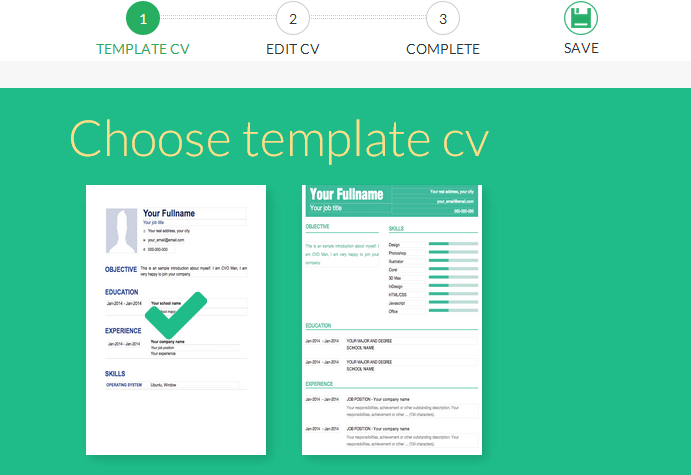 1
2
3
TEMPLATE CV
EDIT CV
COMPLETE
SAVE
Choose template cv
Your Fullname
Your job title
Your real address, your city
your_email@email.com
000-000-000
OBJECTIVE
This is an sample introduction about myself: I am OVO Man, I am
very happy to join your company.
EDUCATION
Jan-2014 - Jan-2014
Your school name
EXPERIENCE
Jan-2014 - Jan-2014
Your company name
Your job position
Your experience
SKILLS
OPERATING SYSTEM
Ubuntu, Window
Your Fullname
Your job title
Your real address, your city
your_email@email.com
000-000-000
OBJECTIVE
This is an sample introduction about myself: I
am OVO Man, I am very happy to join your
company.
SKILLS
Design
Photoshop
Illustrator
Corel
3D Max
InDesign
HTML/CSS
Javascript
Office
EDUCATION
Jan-2014 - Jan-2014
YOUR MAJOR AND DEGREE
SCHOOL NAME
Jan-2014 - Jan-2014
YOUR MAJOR AND DEGREE
SCHOOL NAME
EXPERIENCE
Jan-2014 - Jan-2014
JOB POSITION - Your company name
Your responsibilities, achievement or other outstanding description. Your
responsibilities, achievement or other ... (734 characters).
Jan-2014 - Jan-2014
JOB POSITION - Your company name
Your responsibilities, achievement or other outstanding description. Your
responsibilities, achievement or other ... (734 characters).